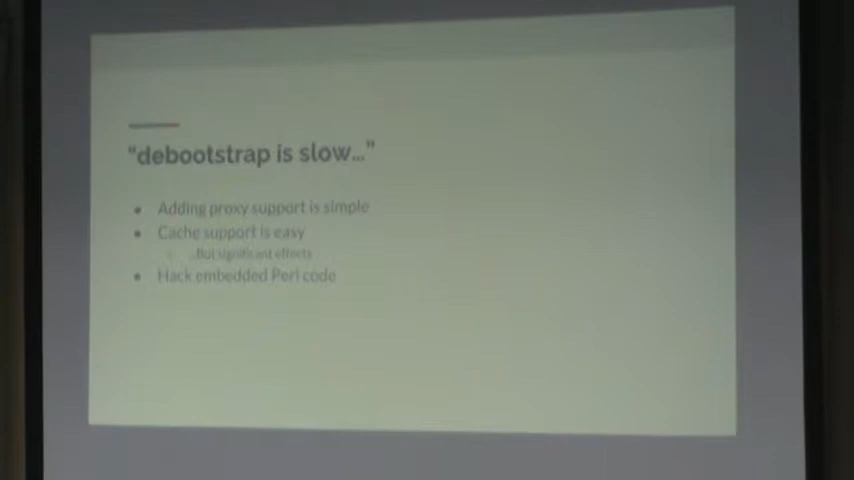 “debootstrap is slow...”
Adding proxy support is simple
Cache support is easy
..But significant effects
Hack embedded Perl code